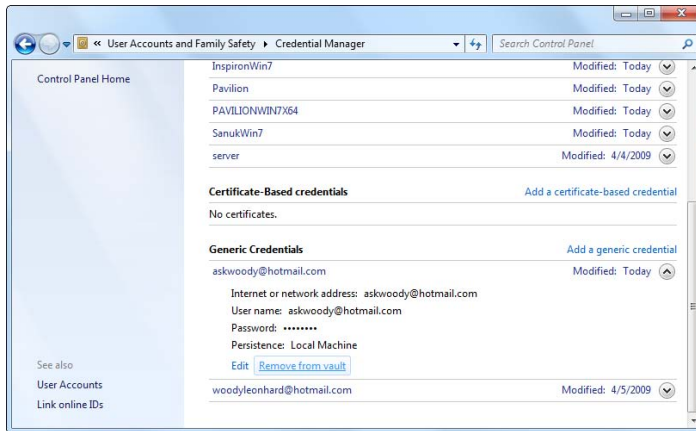 « User Accounts and Family Safety ▸ Credential Manager
Search Control Panel
Control Panel Home
InspironWin7 Modified: Today
Pavilion Modified: Today
PAVILIONWIN7X64 Modified: Today
SanukWin7 Modified: Today
server Modified: 4/4/2009
Certificate-Based credentials Add a certificate-based credential
No certificates.
Generic Credentials Add a generic credential
askwoody@hotmail.com Modified: Today
Internet or network address: askwoody@hotmail.com
User name: askwoody@hotmail.com
Password: ••••••••
Persistence: Local Machine
Edit Remove from vault
woodyleonhard@hotmail.com Modified: 4/5/2009
See also
User Accounts
Link online IDs